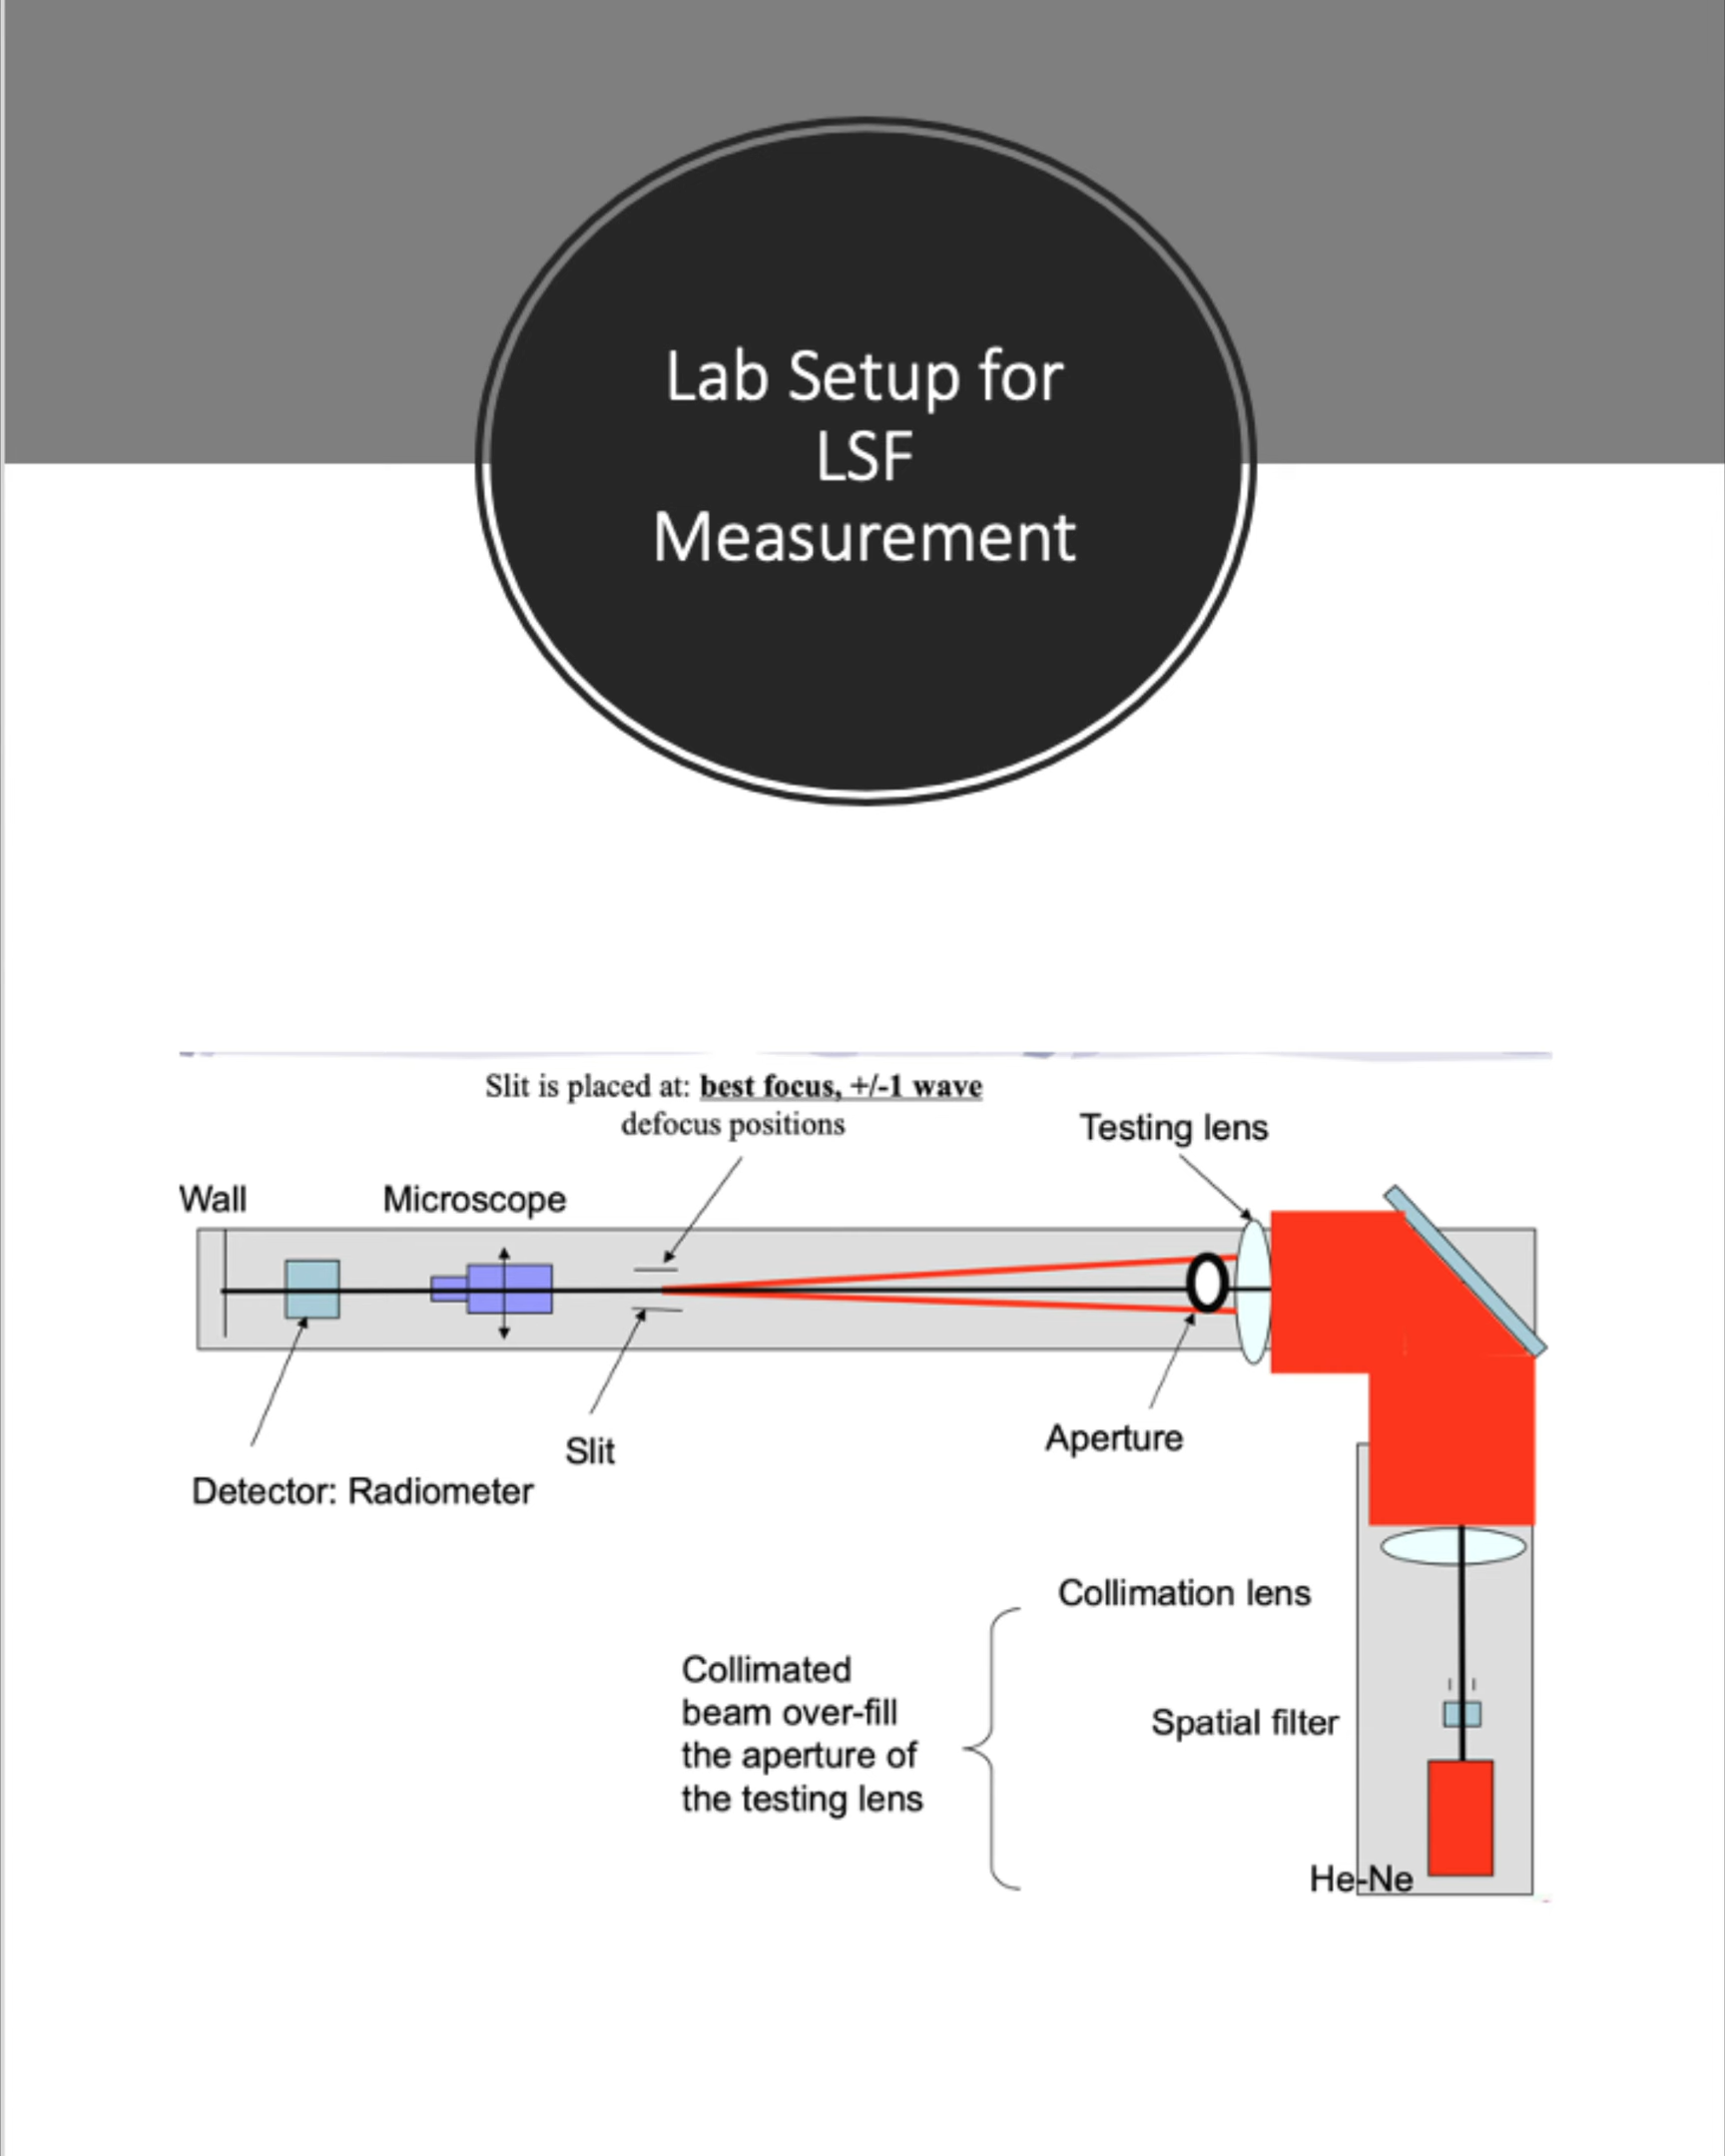 Lab Setup for
LSF
Measurement
Slit is placed at: best focus, +/-1 wave
defocus positions
Testing lens
Wall
Microscope
Aperture
Slit
Detector: Radiometer
Collimation lens
Collimated
beam over-fill
the aperture of
the testing lens
Spatial filter
He-Ne